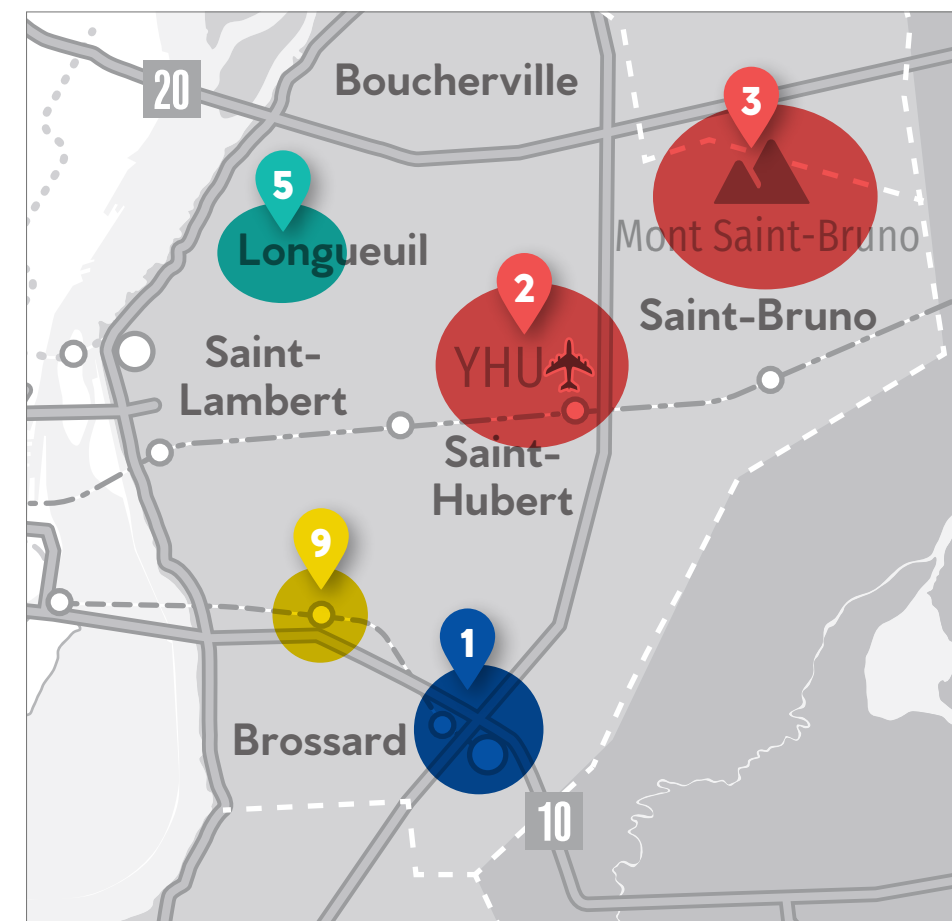 Boucherville
20
3
5
Mont Saint-Bruno
Longueuil
2
Saint-Bruno
Saint-
Lambert
YHU
Saint-
Hubert
9
1
Brossard
10